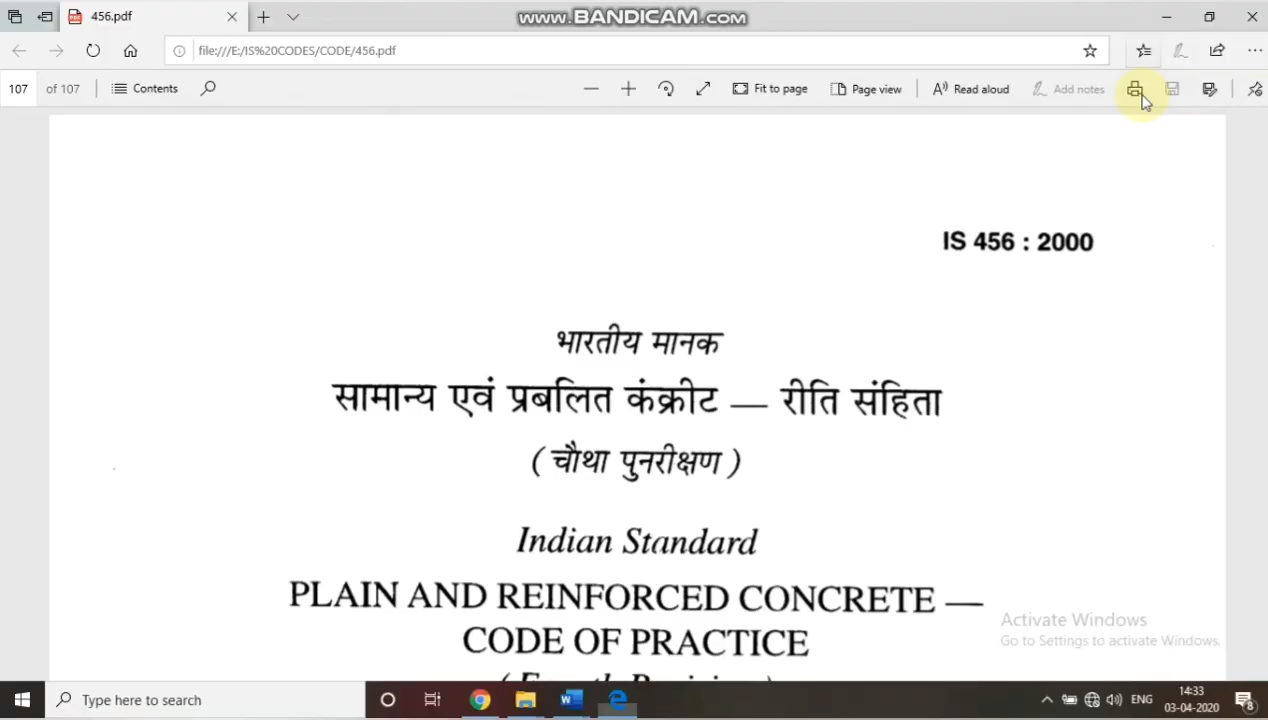 456.pdf
www.BANDICAM.com
file:///E:/IS%20CODES/CODE/456.pdf
107 of 107 Contents Fit to page Page view Read aloud Add notes
IS 456 : 2000
भारतीय मानक
सामान्य एवं प्रबलित कंक्रीट — रीति संहिता
( चौथा पुनरीक्षण )
Indian Standard
PLAIN AND REINFORCED CONCRETE —
CODE OF PRACTICE
Activate Windows
Go to Settings to activate Windows.
Type here to search
ENG
14:33
03-04-2020
8